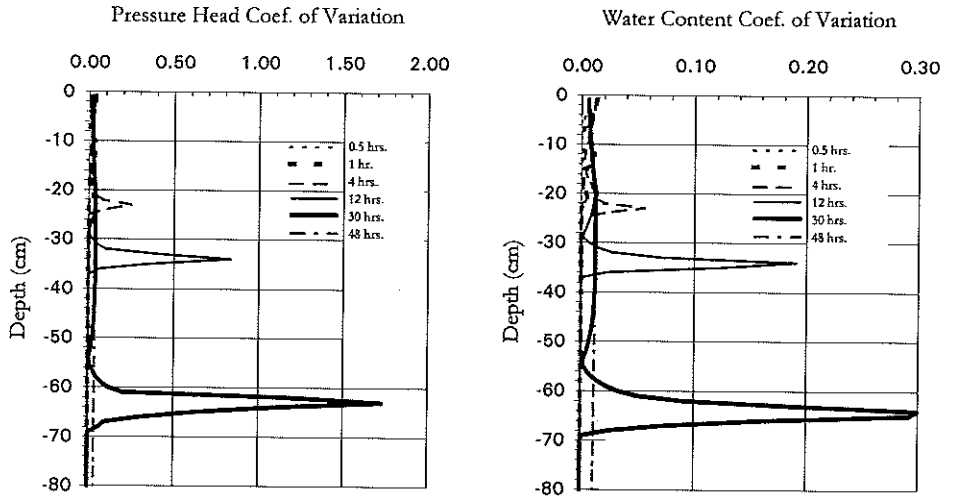 Pressure Head Coef. of Variation
0.00 0.50 1.00 1.50 2.00
0
-10
-20
-30
-40
-50
-60
-70
-80
Depth (cm)
0.5 hrs.
1 hr.
4 hrs.
12 hrs.
30 hrs.
48 hrs.
Water Content Coef. of Variation
0.00 0.10 0.20 0.30
0
-10
-20
-30
-40
-50
-60
-70
-80
Depth (cm)
0.5 hrs.
1 hr.
4 hrs.
12 hrs.
30 hrs.
48 hrs.